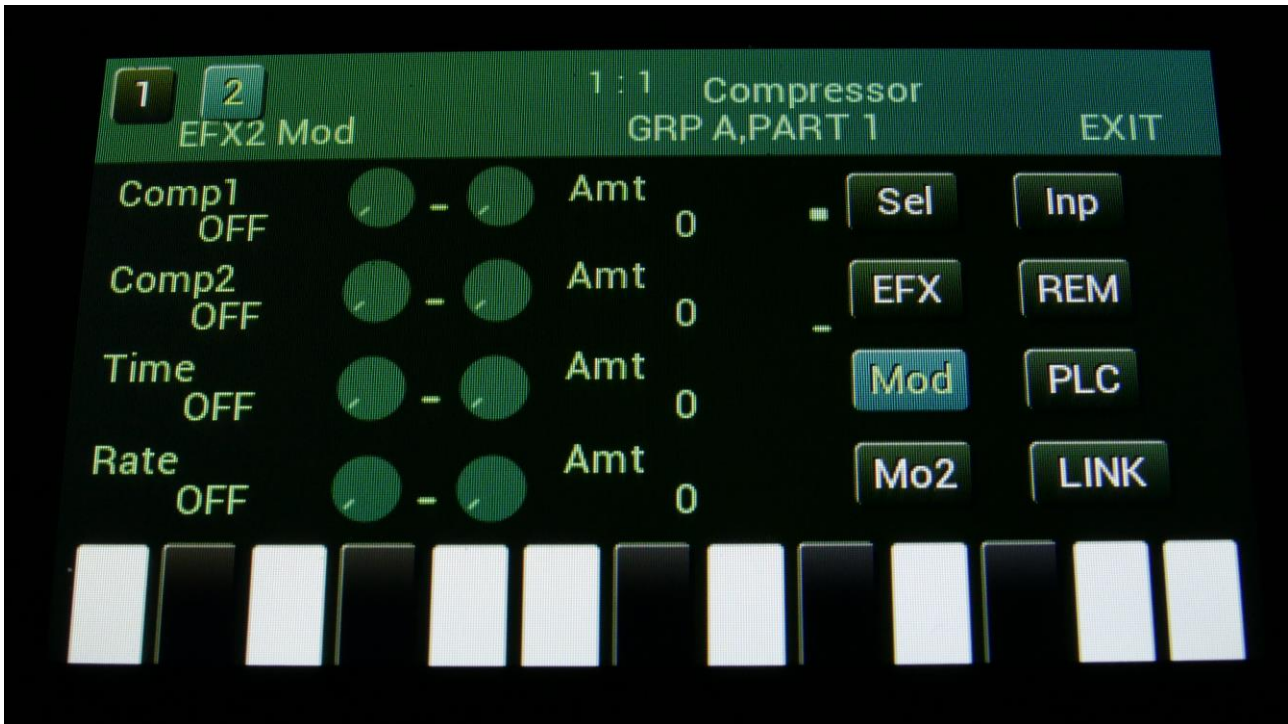 1 2 1 : 1 Compressor
EFX2 Mod GRP A,PART 1 EXIT
Comp1 - Amt - Sel Inp
OFF 0
Comp2 - Amt EFX REM
OFF 0 -
Time - Amt Mod PLC
OFF 0
Rate - Amt Mo2 LINK
OFF 0